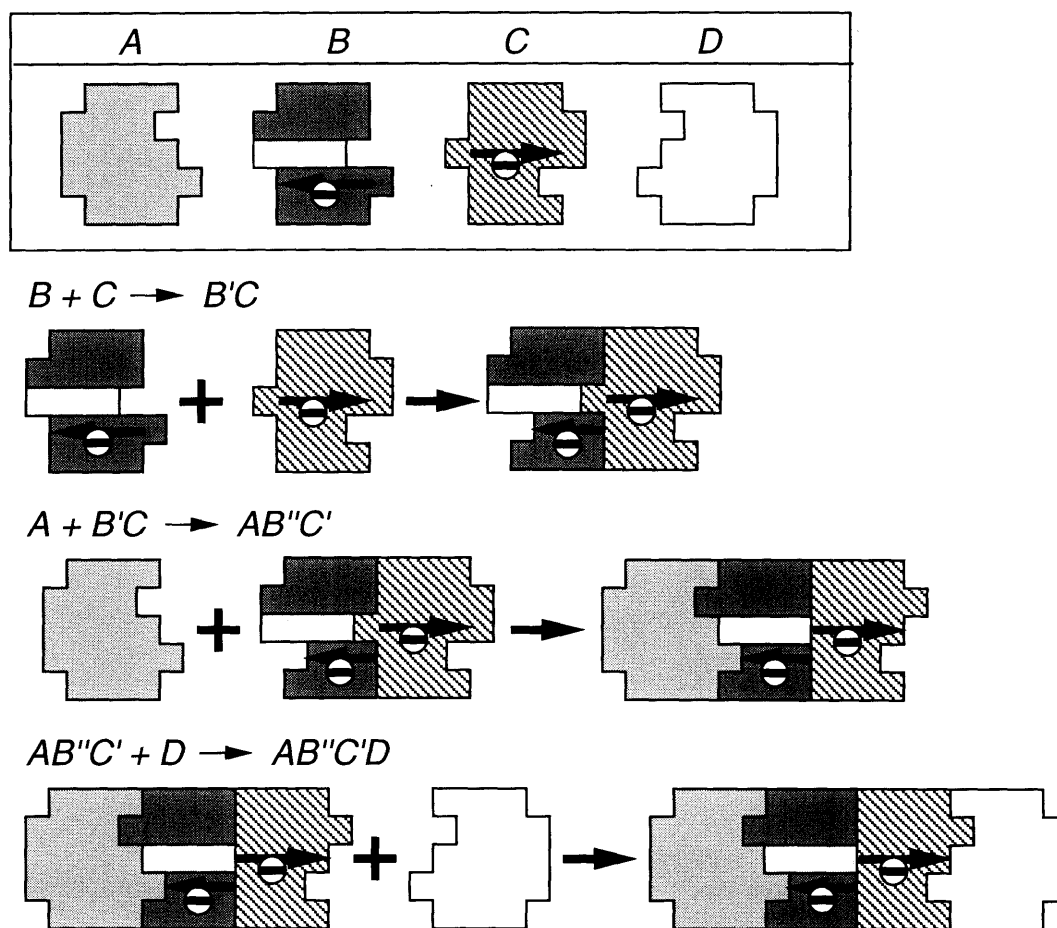 A B C D
B + C → B'C
A + B'C → AB"C'
AB"C' + D → AB"C'D